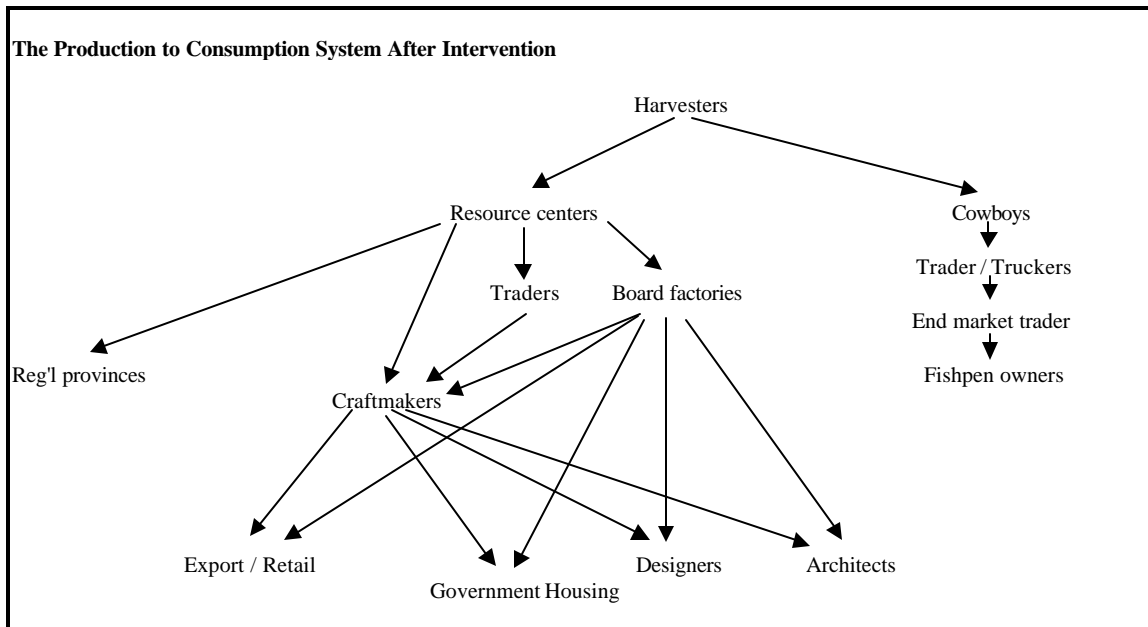 The Production to Consumption System After Intervention
Harvesters
Resource centers
Cowboys
Trader / Truckers
Traders
Board factories
End market trader
Reg'l provinces
Fishpen owners
Craftmakers
Export / Retail
Designers
Architects
Government Housing